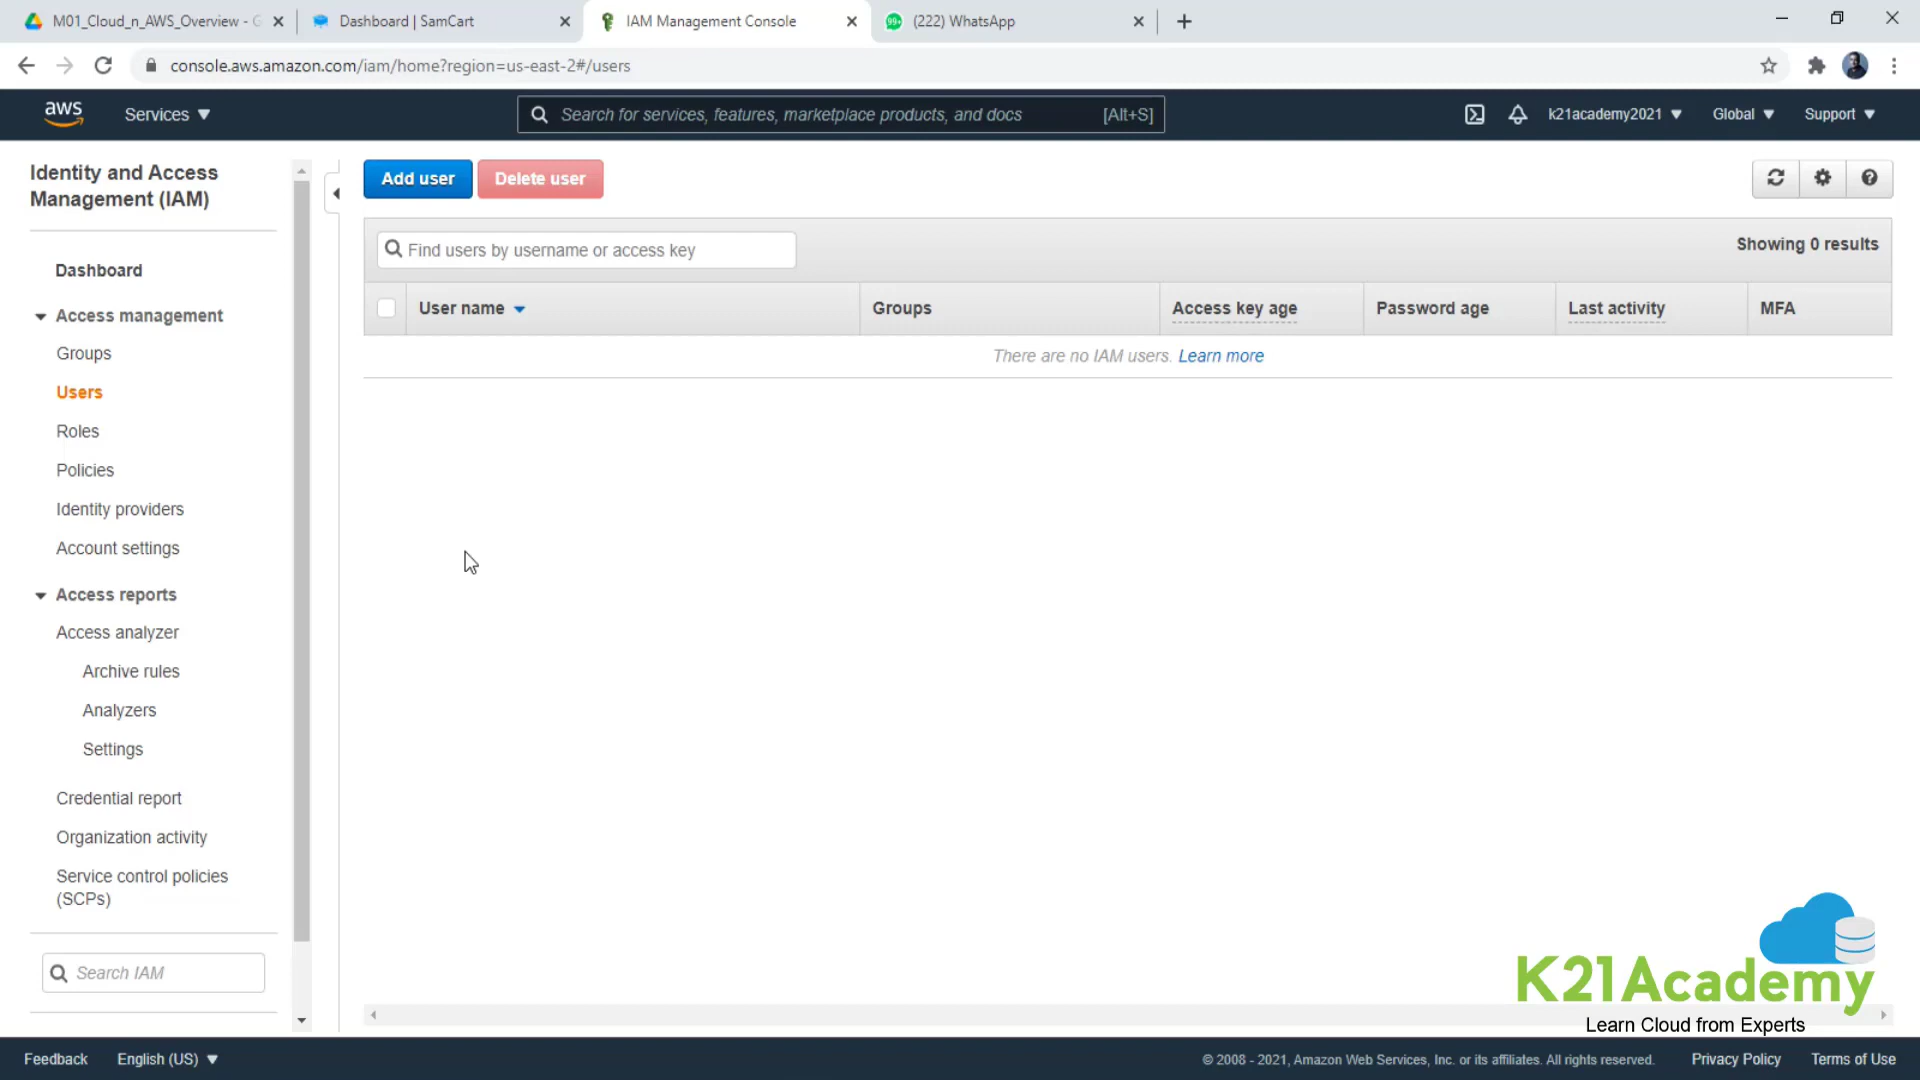 M01_Cloud_n_AWS_Overview - G
Dashboard | SamCart
IAM Management Console
99+
(222) WhatsApp
console.aws.amazon.com/iam/home?region=us-east-2#/users
aws
Services
Search for services, features, marketplace products, and docs
[Alt+S]
k21academy2021
Global
Support
Identity and Access
Management (IAM)
Dashboard
Access management
Groups
Users
Roles
Policies
Identity providers
Account settings
Access reports
Access analyzer
Archive rules
Analyzers
Settings
Credential report
Organization activity
Service control policies
(SCPs)
Search IAM
Add user
Delete user
Find users by username or access key
Showing 0 results
User name
Groups
Access key age
Password age
Last activity
MFA
There are no IAM users. Learn more
K21Academy
Learn Cloud from Experts
Feedback
English (US)
© 2008 - 2021, Amazon Web Services, Inc. or its affiliates. All rights reserved.
Privacy Policy
Terms of Use